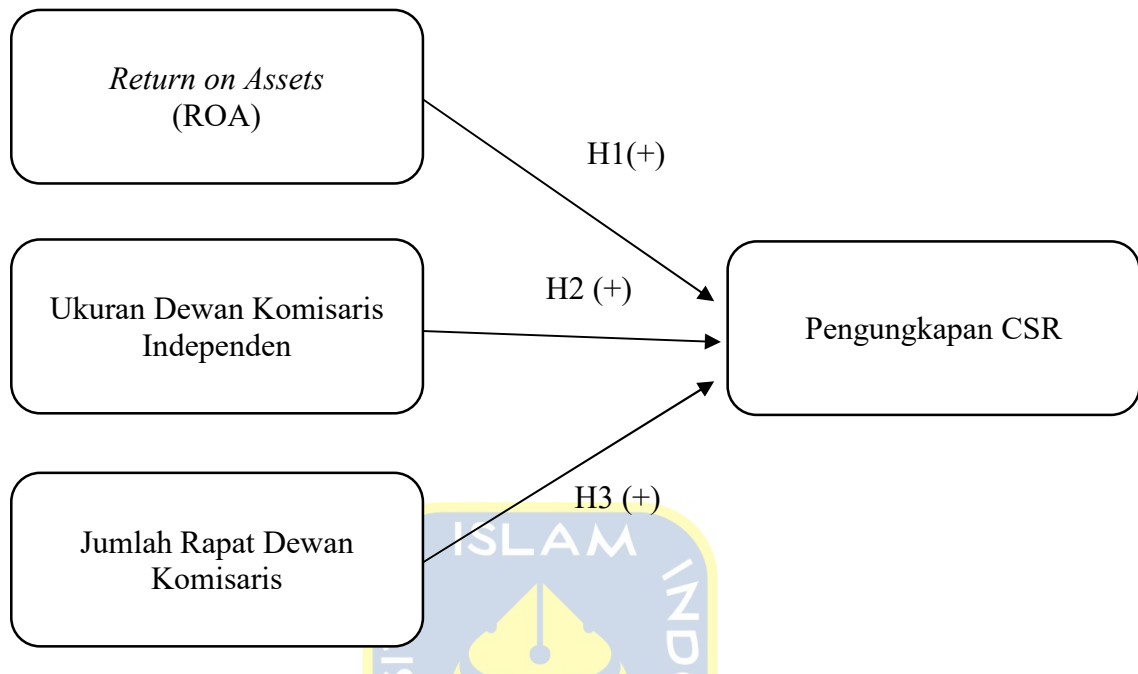 Return on Assets
(ROA)
H1(+)
Ukuran Dewan Komisaris
Independen
H2 (+)
Pengungkapan CSR
Jumlah Rapat Dewan
Komisaris
H3 (+)
ISLAM